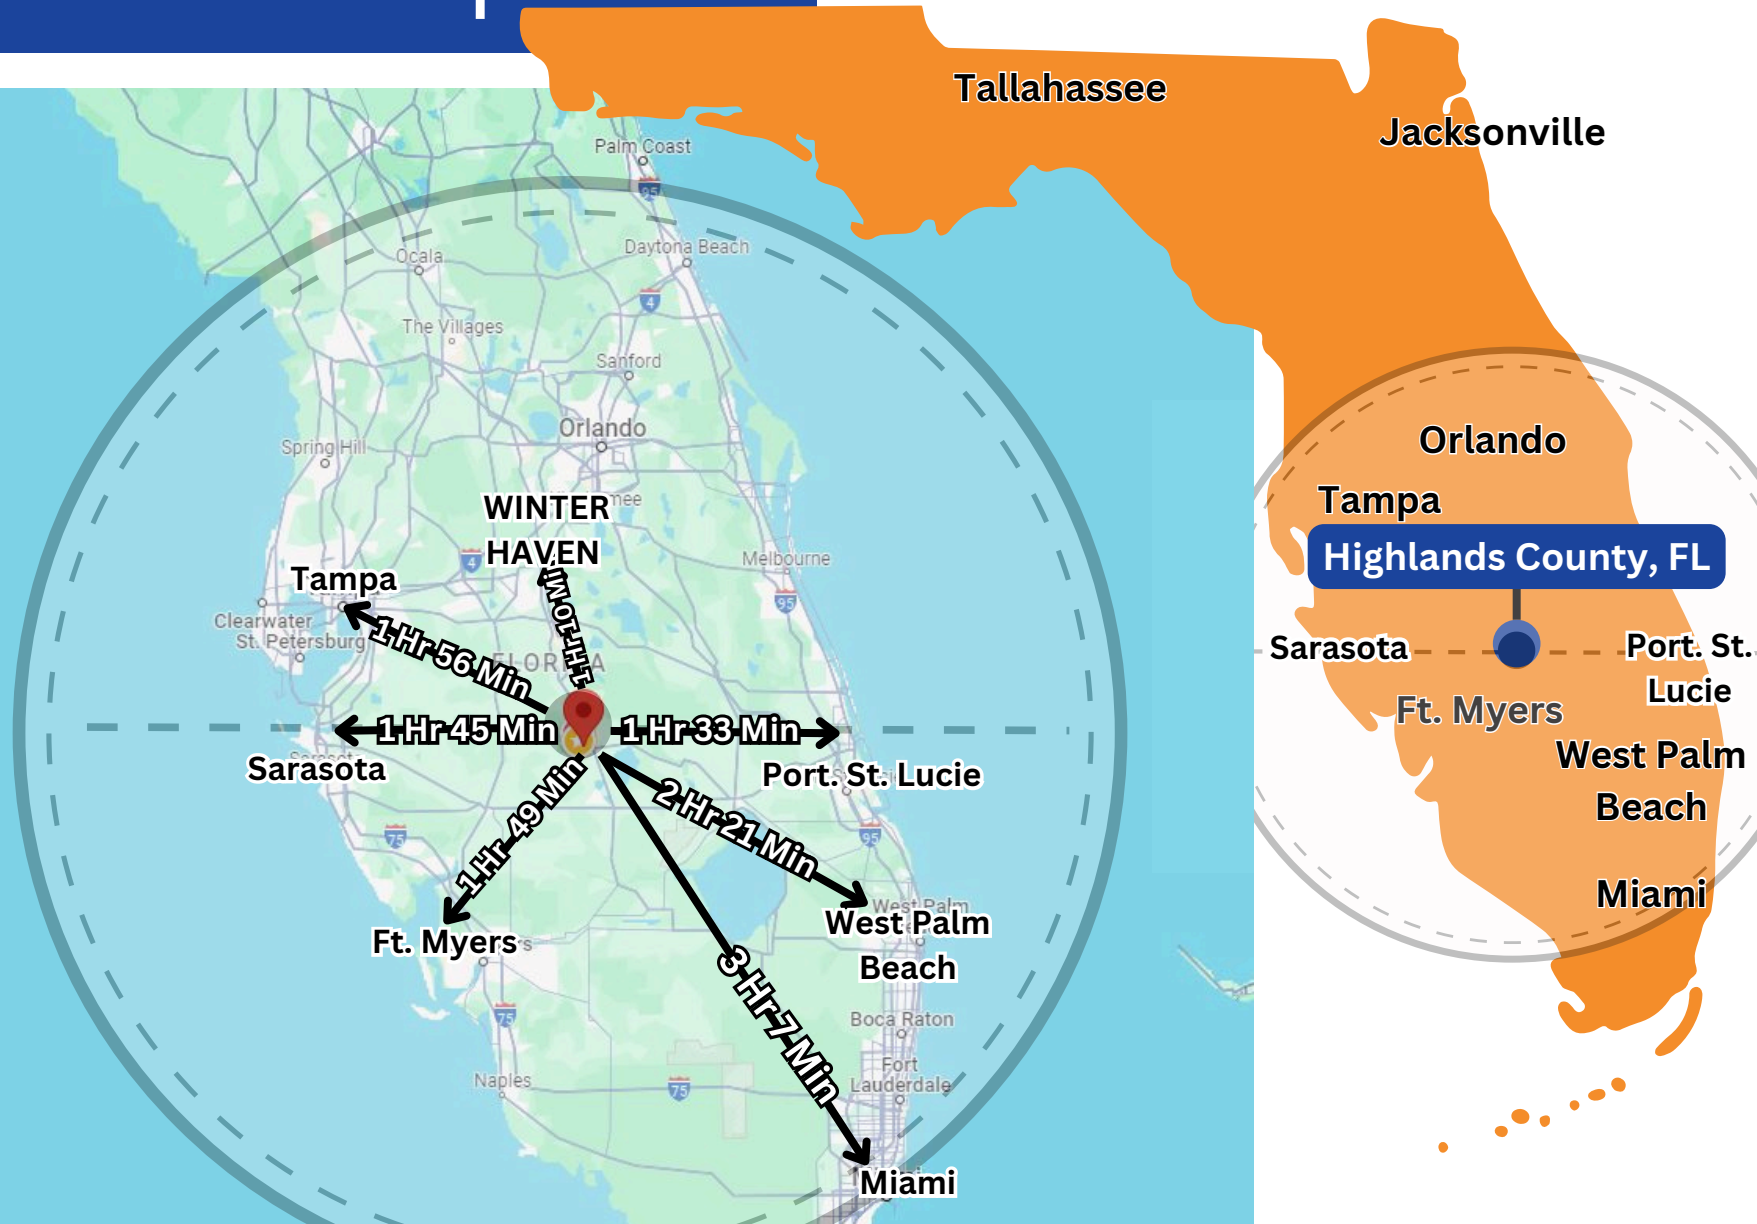 Tallahassee
Jacksonville
Palm Coast
95
Ocala
Daytona Beach
4
The Villages
Sanford
Orlando
Spring Hill
WINTER
HAVEN
4
Melbourne
Tampa
95
Clearwater
St. Petersburg
1 Hr 10 Min
1 Hr 56 Min
FLORIDA
1 Hr 45 Min
1 Hr 33 Min
Sarasota
Port. St. Lucie
1 Hr 49 Min
2 Hr 21 Min
75
95
West Palm
West Palm
Beach
Ft. Myers
3 Hr 7 Min
75
Boca Raton
Fort
Lauderdale
Naples
75
Miami
Orlando
Tampa
Highlands County, FL
Sarasota
Port. St.
Lucie
Ft. Myers
West Palm
Beach
Miami